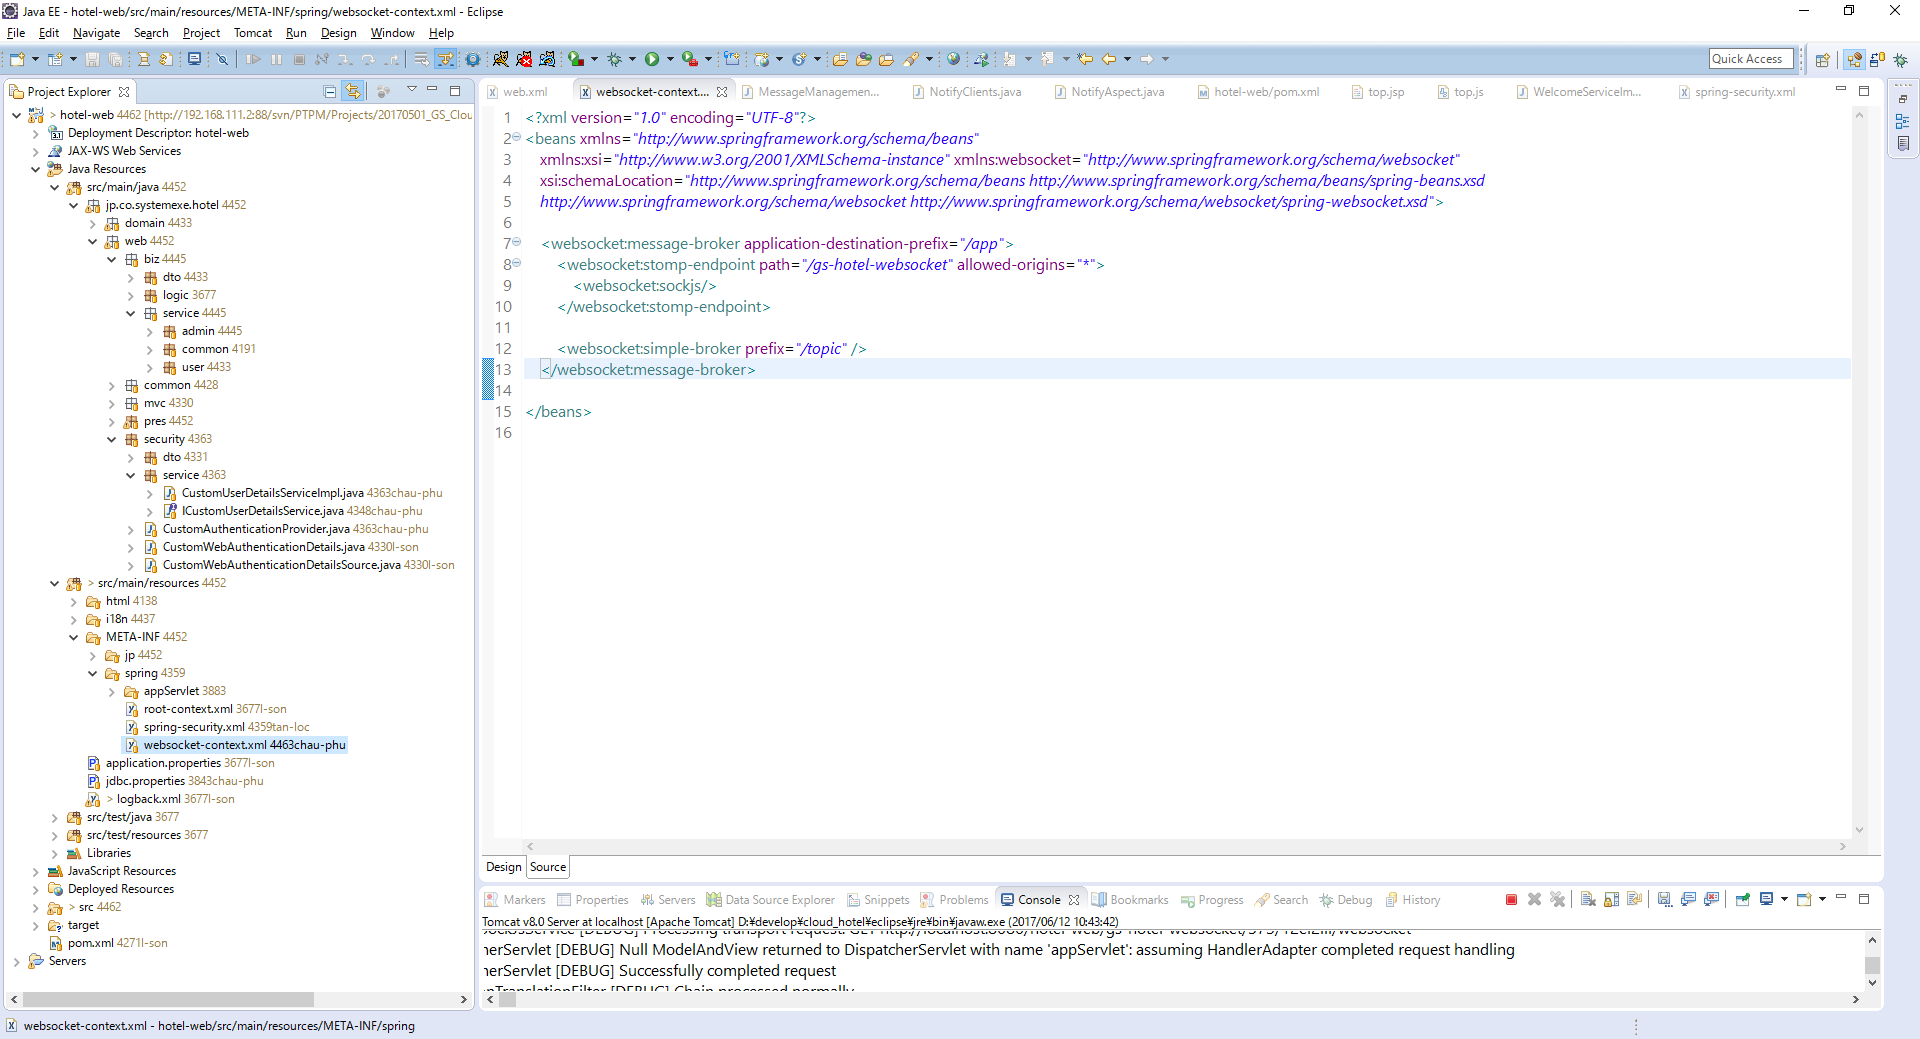 Java EE - hotel-web/src/main/resources/META-INF/spring/websocket-context.xml - Eclipse
File Edit Navigate Search Project Tomcat Run Design Window Help
Quick Access
Project Explorer
> hotel-web 4462 [http://192.168.111.2:88/svn/PTPM/Projects/20170501_GS_Clou
Deployment Descriptor: hotel-web
JAX-WS Web Services
Java Resources
src/main/java 4452
jp.co.systemexe.hotel 4452
domain 4433
web 4452
biz 4445
dto 4433
logic 3677
service 4445
admin 4445
common 4191
user 4433
common 4428
mvc 4330
pres 4452
security 4363
dto 4331
service 4363
CustomUserDetailsServiceImpl.java 4363chau-phu
ICustomUserDetailsService.java 4348chau-phu
CustomAuthenticationProvider.java 4363chau-phu
CustomWebAuthenticationDetails.java 4330l-son
CustomWebAuthenticationDetailsSource.java 4330l-son
> src/main/resources 4452
html 4138
i18n 4437
META-INF 4452
jp 4452
spring 4359
appServlet 3883
root-context.xml 3677l-son
spring-security.xml 4359tan-loc
websocket-context.xml 4463chau-phu
application.properties 3677l-son
jdbc.properties 3843chau-phu
> logback.xml 3677l-son
src/test/java 3677
src/test/resources 3677
Libraries
JavaScript Resources
Deployed Resources
> src 4462
target
pom.xml 4271l-son
Servers
web.xml websocket-context.... MessageManagemen... NotifyClients.java NotifyAspect.java hotel-web/pom.xml top.jsp top.js WelcomeServiceIm... spring-security.xml
1 <?xml version="1.0" encoding="UTF-8"?>
2 <beans xmlns="http://www.springframework.org/schema/beans"
3 xmlns:xsi="http://www.w3.org/2001/XMLSchema-instance" xmlns:websocket="http://www.springframework.org/schema/websocket"
4 xsi:schemaLocation="http://www.springframework.org/schema/beans http://www.springframework.org/schema/beans/spring-beans.xsd
5 http://www.springframework.org/schema/websocket http://www.springframework.org/schema/websocket/spring-websocket.xsd">
6
7 <websocket:message-broker application-destination-prefix="/app">
8 <websocket:stomp-endpoint path="/gs-hotel-websocket" allowed-origins="*">
9 <websocket:sockjs/>
10 </websocket:stomp-endpoint>
11
12 <websocket:simple-broker prefix="/topic" />
13 </websocket:message-broker>
14
15 </beans>
16
Design Source
Markers Properties Servers Data Source Explorer Snippets Problems Console Bookmarks Progress Search Debug History
Tomcat v8.0 Server at localhost [Apache Tomcat] D:¥develop¥cloud_hotel¥eclipse¥jre¥bin¥javaw.exe (2017/06/12 10:43:42)
herServlet [DEBUG] Null ModelAndView returned to DispatcherServlet with name 'appServlet': assuming HandlerAdapter completed request handling
herServlet [DEBUG] Successfully completed request
nTranslationFilter [DEBUG] Chain processed normally
websocket-context.xml - hotel-web/src/main/resources/META-INF/spring